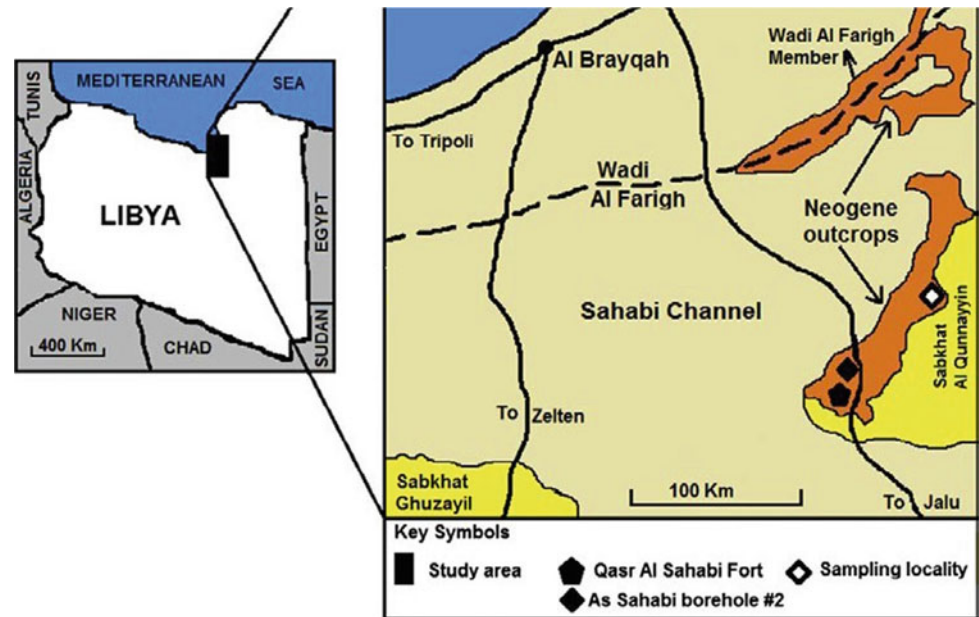 MEDITERRANEAN
SEA
TUNIS
ALGERIA
LIBYA
EGYPT
NIGER
CHAD
SUDAN
400 Km
Al Brayqah
Wadi Al Farigh
Member
To Tripoli
Wadi
Al Farigh
Neogene
outcrops
Sahabi Channel
Sabkhat
Al Qunnayyin
To Zelten
Sabkhat
Ghuzayil
100 Km
To Jalu
Key Symbols
Study area
Qasr Al Sahabi Fort
Sampling locality
As Sahabi borehole #2